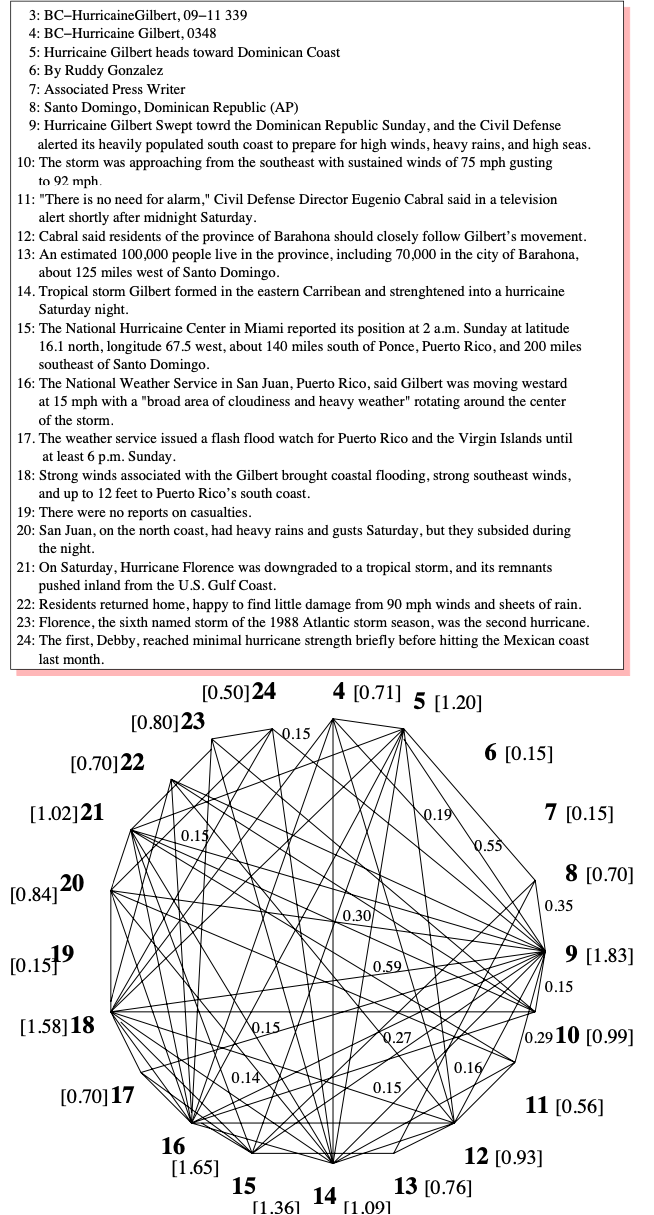 3: BC−HurricaineGilbert, 09−11 339
4: BC−Hurricaine Gilbert, 0348
5: Hurricaine Gilbert heads toward Dominican Coast
6: By Ruddy Gonzalez
7: Associated Press Writer
8: Santo Domingo, Dominican Republic (AP)
9: Hurricaine Gilbert Swept towrd the Dominican Republic Sunday, and the Civil Defense
alerted its heavily populated south coast to prepare for high winds, heavy rains, and high seas.
10: The storm was approaching from the southeast with sustained winds of 75 mph gusting
to 92 mph.
11: "There is no need for alarm," Civil Defense Director Eugenio Cabral said in a television
alert shortly after midnight Saturday.
12: Cabral said residents of the province of Barahona should closely follow Gilbert's movement.
13: An estimated 100,000 people live in the province, including 70,000 in the city of Barahona,
about 125 miles west of Santo Domingo.
14. Tropical storm Gilbert formed in the eastern Carribean and strenghtened into a hurricaine
Saturday night.
15: The National Hurricaine Center in Miami reported its position at 2 a.m. Sunday at latitude
16.1 north, longitude 67.5 west, about 140 miles south of Ponce, Puerto Rico, and 200 miles
southeast of Santo Domingo.
16: The National Weather Service in San Juan, Puerto Rico, said Gilbert was moving westard
at 15 mph with a "broad area of cloudiness and heavy weather" rotating around the center
of the storm.
17. The weather service issued a flash flood watch for Puerto Rico and the Virgin Islands until
at least 6 p.m. Sunday.
18: Strong winds associated with the Gilbert brought coastal flooding, strong southeast winds,
and up to 12 feet to Puerto Rico's south coast.
19: There were no reports on casualties.
20: San Juan, on the north coast, had heavy rains and gusts Saturday, but they subsided during
the night.
21: On Saturday, Hurricane Florence was downgraded to a tropical storm, and its remnants
pushed inland from the U.S. Gulf Coast.
22: Residents returned home, happy to find little damage from 90 mph winds and sheets of rain.
23: Florence, the sixth named storm of the 1988 Atlantic storm season, was the second hurricane.
24: The first, Debby, reached minimal hurricane strength briefly before hitting the Mexican coast
last month.
[0.50] 24
4 [0.71]
5 [1.20]
[0.80] 23
0.15
6 [0.15]
[0.70] 22
[1.02] 21
0.19
7 [0.15]
0.15
0.55
8 [0.70]
[0.84] 20
0.35
0.30
[0.15] 19
0.59
9 [1.83]
0.15
[1.58] 18
0.15
0.27
0.29
10 [0.99]
0.14
0.15
0.16
[0.70] 17
11 [0.56]
16
[1.65]
12 [0.93]
15
[1.36]
14
[1.09]
13 [0.76]